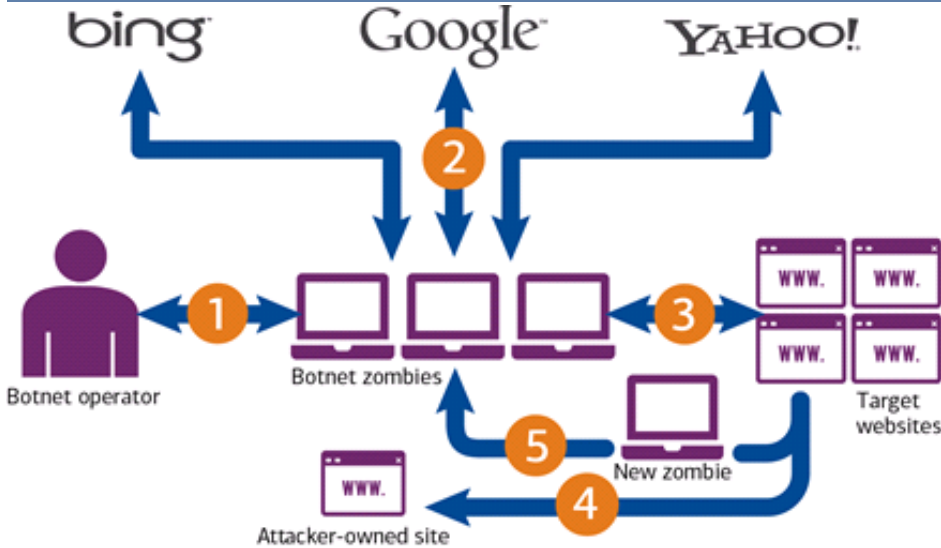 bing
Google™
YAHOO!
2
1
3
WWW.
WWW.
WWW.
WWW.
Botnet zombies
Botnet operator
Target
websites
5
New zombie
WWW.
4
Attacker-owned site